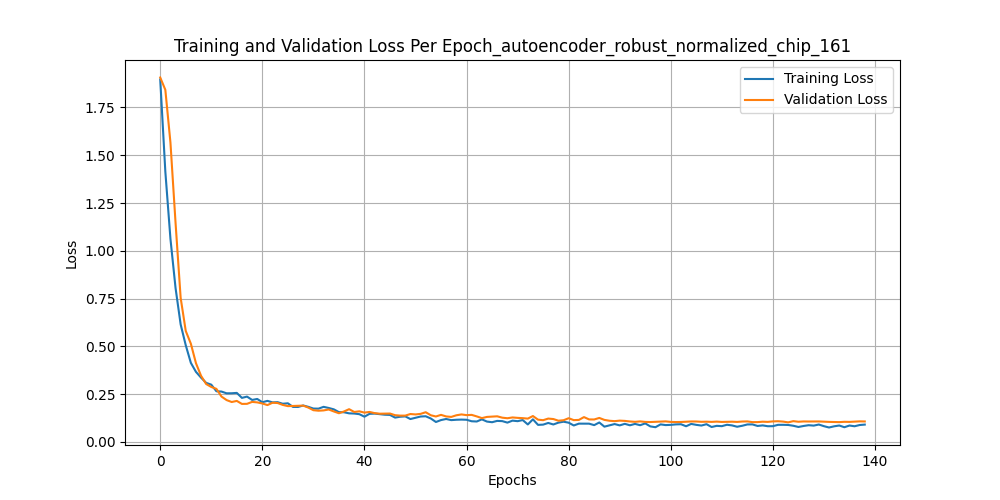 Training and Validation Loss Per Epoch_autoencoder_robust_normalized_chip_161
Training Loss
Validation Loss
1.75
1.50
1.25
1.00
0.75
0.50
0.25
0.00
Loss
0 20 40 60 80 100 120 140
Epochs